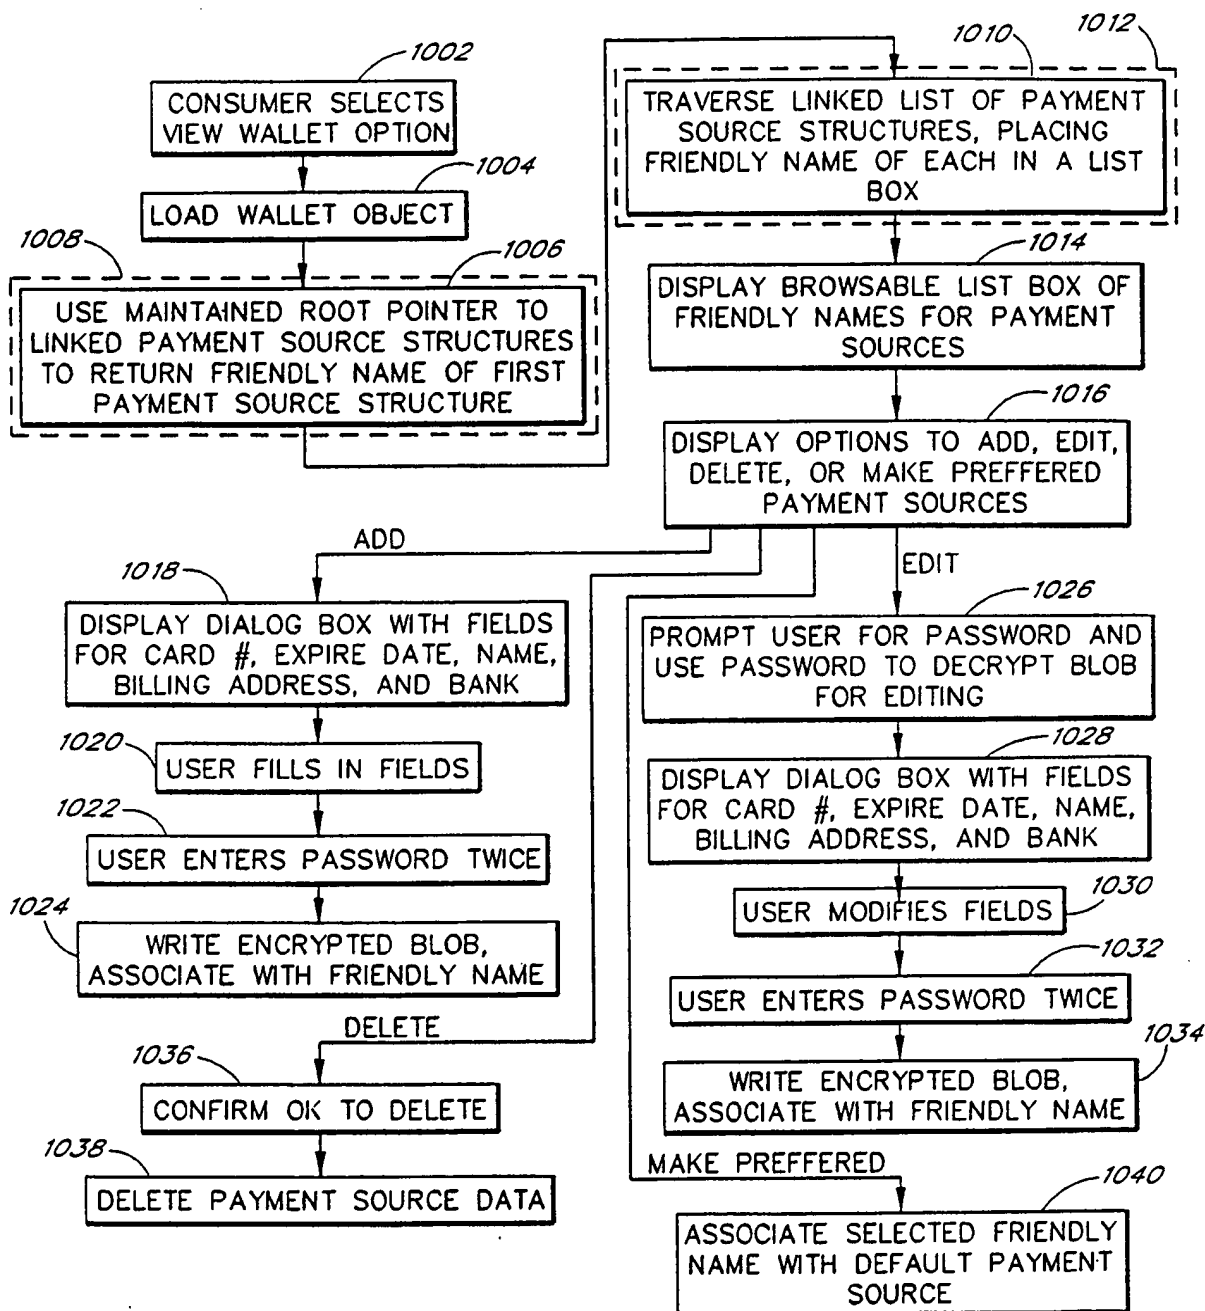 1002
CONSUMER SELECTS
VIEW WALLET OPTION
1004
LOAD WALLET OBJECT
1008
1006
USE MAINTAINED ROOT POINTER TO
LINKED PAYMENT SOURCE STRUCTURES
TO RETURN FRIENDLY NAME OF FIRST
PAYMENT SOURCE STRUCTURE
1010
1012
TRAVERSE LINKED LIST OF PAYMENT
SOURCE STRUCTURES, PLACING
FRIENDLY NAME OF EACH IN A LIST
BOX
1014
DISPLAY BROWSABLE LIST BOX OF
FRIENDLY NAMES FOR PAYMENT
SOURCES
1016
DISPLAY OPTIONS TO ADD, EDIT,
DELETE, OR MAKE PREFFERED
PAYMENT SOURCES
ADD
1018
DISPLAY DIALOG BOX WITH FIELDS
FOR CARD #, EXPIRE DATE, NAME,
BILLING ADDRESS, AND BANK
1020
USER FILLS IN FIELDS
1022
USER ENTERS PASSWORD TWICE
1024
WRITE ENCRYPTED BLOB,
ASSOCIATE WITH FRIENDLY NAME
DELETE
1036
CONFIRM OK TO DELETE
1038
DELETE PAYMENT SOURCE DATA
EDIT
1026
PROMPT USER FOR PASSWORD AND
USE PASSWORD TO DECRYPT BLOB
FOR EDITING
1028
DISPLAY DIALOG BOX WITH FIELDS
FOR CARD #, EXPIRE DATE, NAME,
BILLING ADDRESS, AND BANK
1030
USER MODIFIES FIELDS
1032
USER ENTERS PASSWORD TWICE
1034
WRITE ENCRYPTED BLOB,
ASSOCIATE WITH FRIENDLY NAME
MAKE PREFFERED
1040
ASSOCIATE SELECTED FRIENDLY
NAME WITH DEFAULT PAYMENT
SOURCE